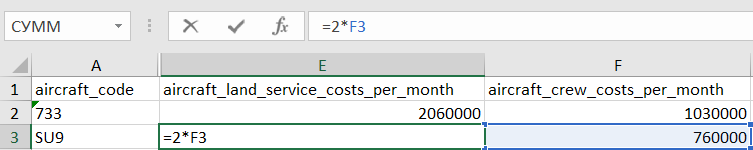 СУММ =2*F3
A E F
1 aircraft_code aircraft_land_service_costs_per_month aircraft_crew_costs_per_month
2 733 2060000 1030000
3 SU9 =2*F3 760000